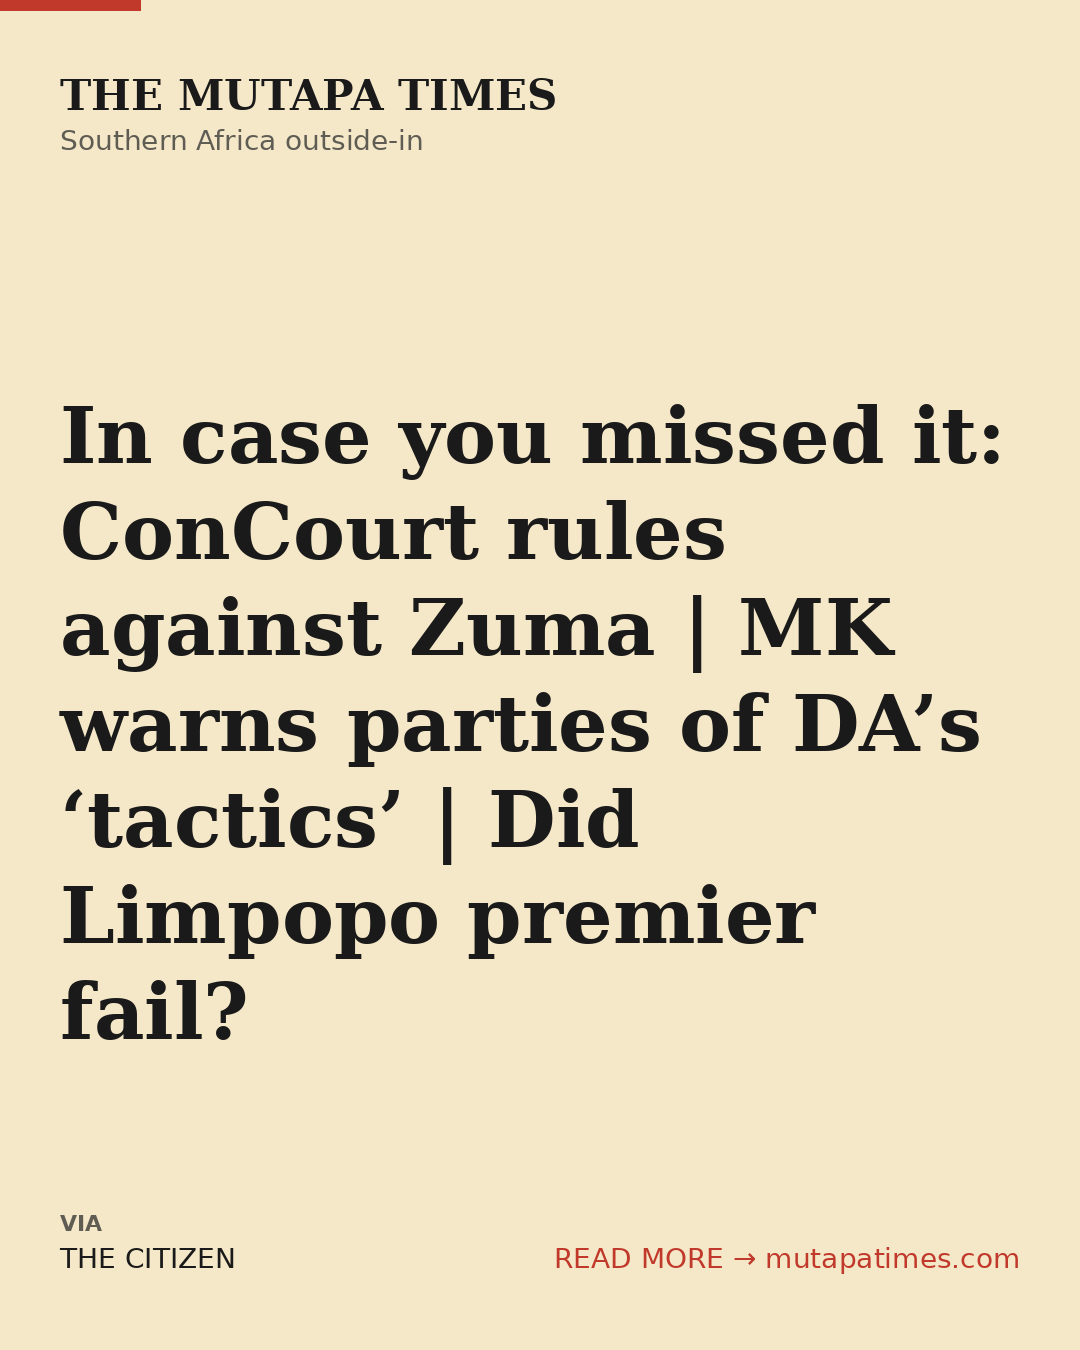 THE MUTAPA TIMES
Southern Africa outside-in
In case you missed it:
ConCourt rules
against Zuma | MK
warns parties of DA’s
‘tactics’ | Did
Limpopo premier
fail?
VIA
THE CITIZEN
READ MORE → mutapatimes.com